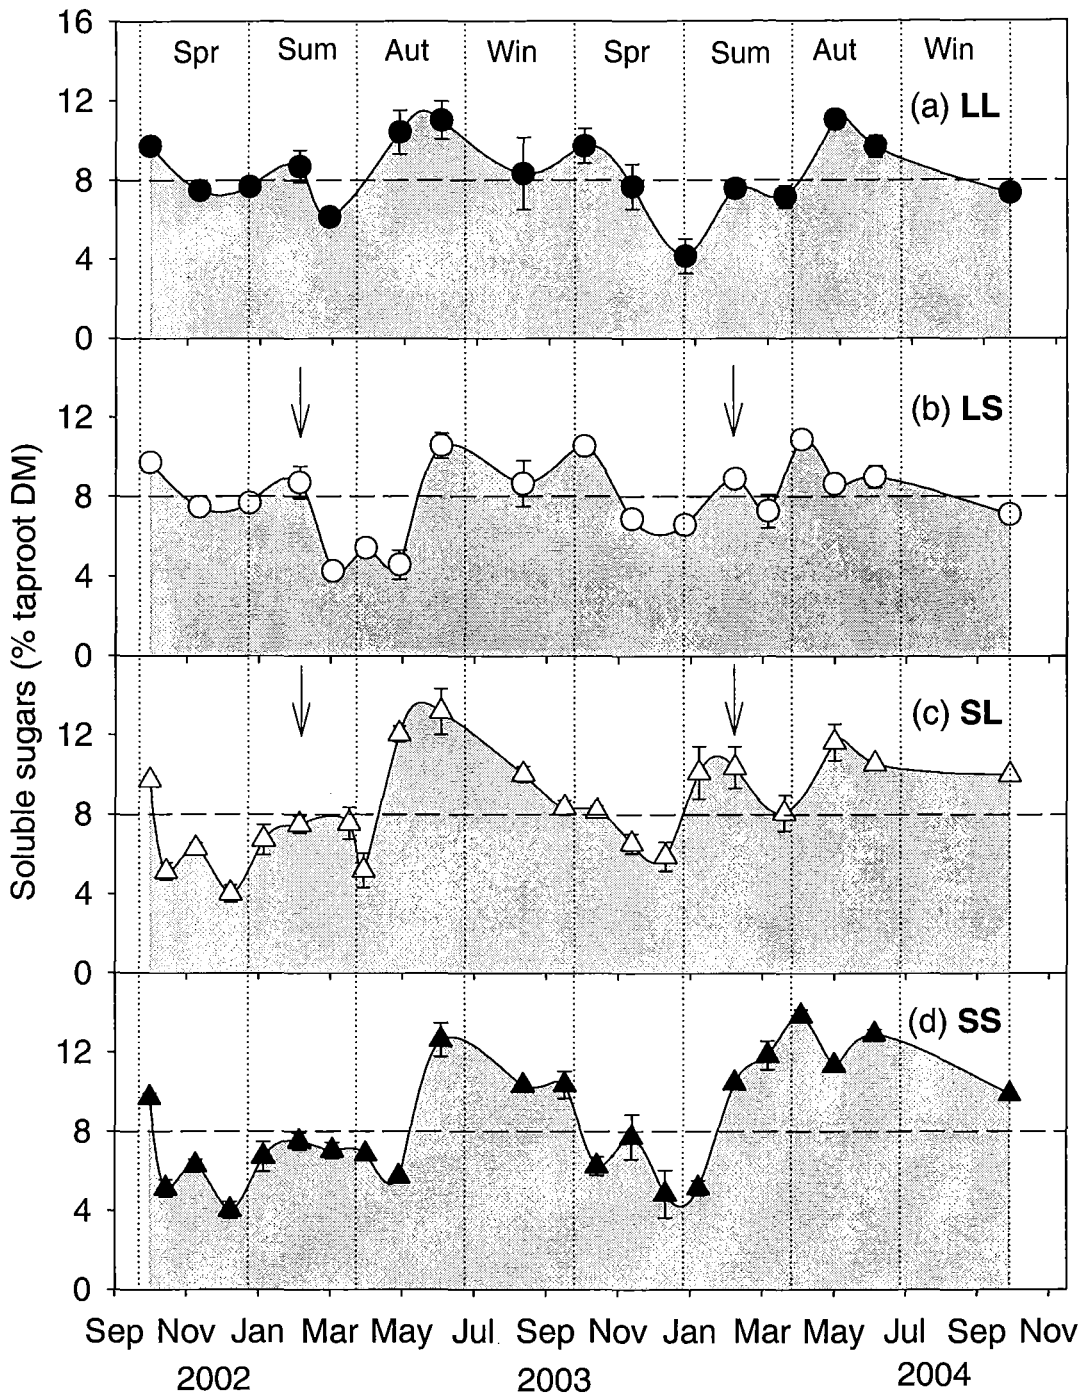 Soluble sugars (% taproot DM)
16
12
8
4
0
Spr Sum Aut Win Spr Sum Aut Win
(a) LL
12
8
4
0
(b) LS
12
8
4
0
(c) SL
12
8
4
0
(d) SS
Sep Nov Jan Mar May Jul Sep Nov Jan Mar May Jul Sep Nov
2002 2003 2004